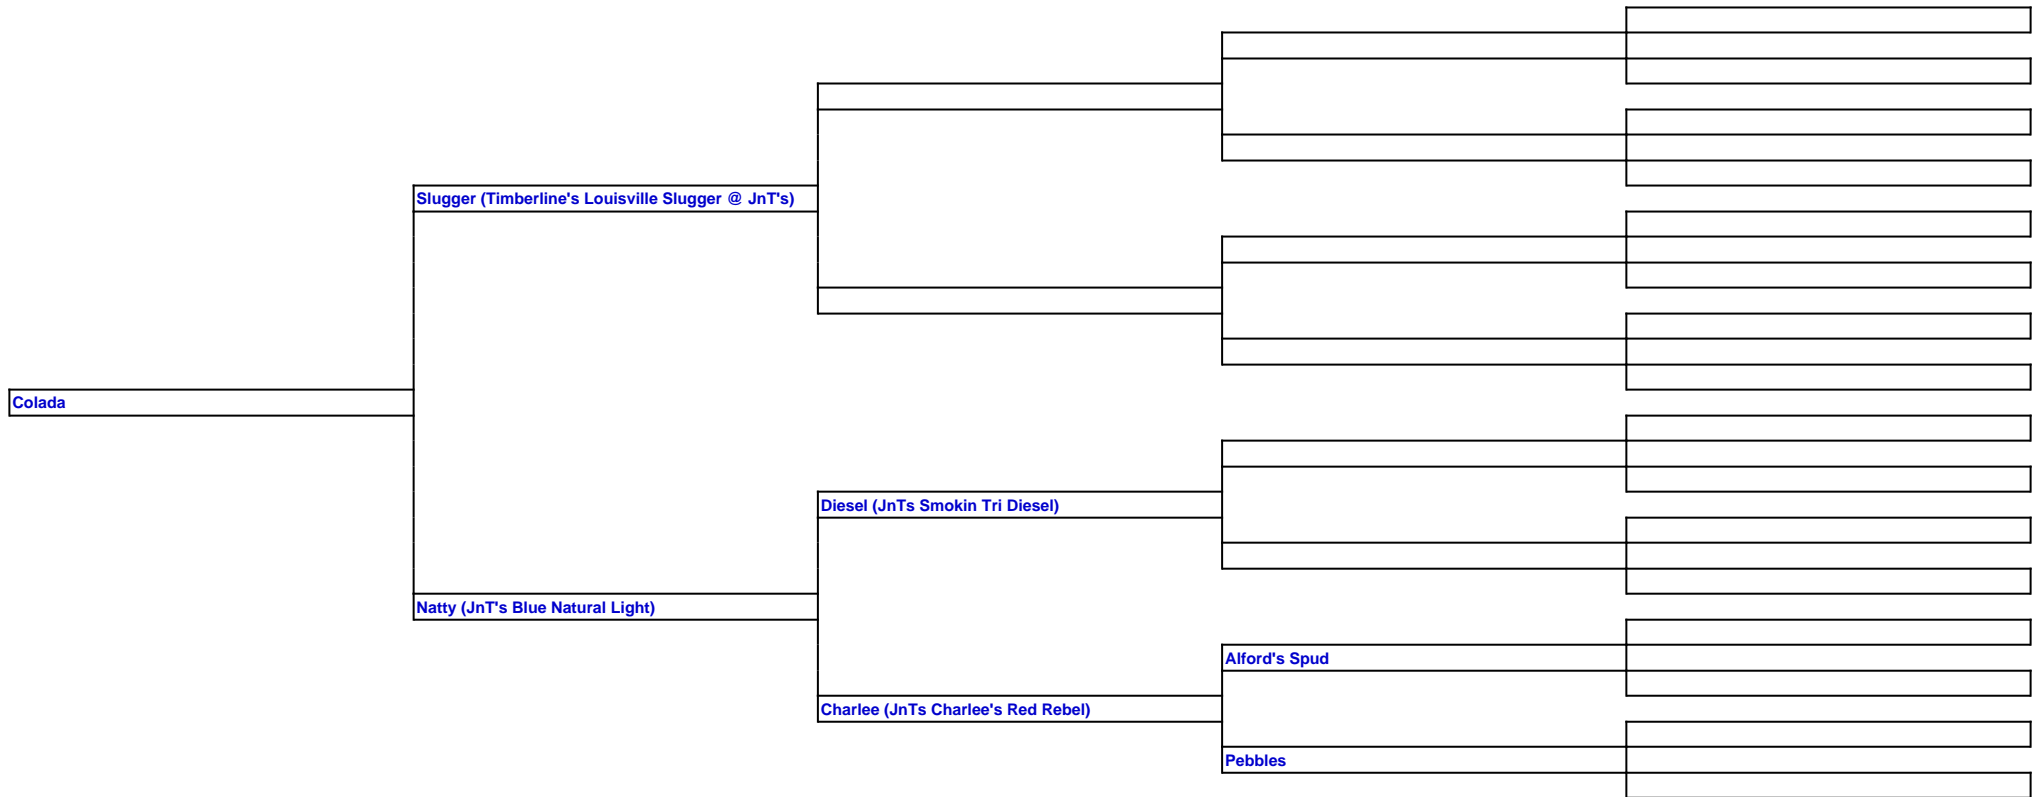 Slugger (Timberline's Louisville Slugger @ JnT's)
Colada
Diesel (JnTs Smokin Tri Diesel)
Natty (JnT's Blue Natural Light)
Alford's Spud
Charlee (JnTs Charlee's Red Rebel)
Pebbles